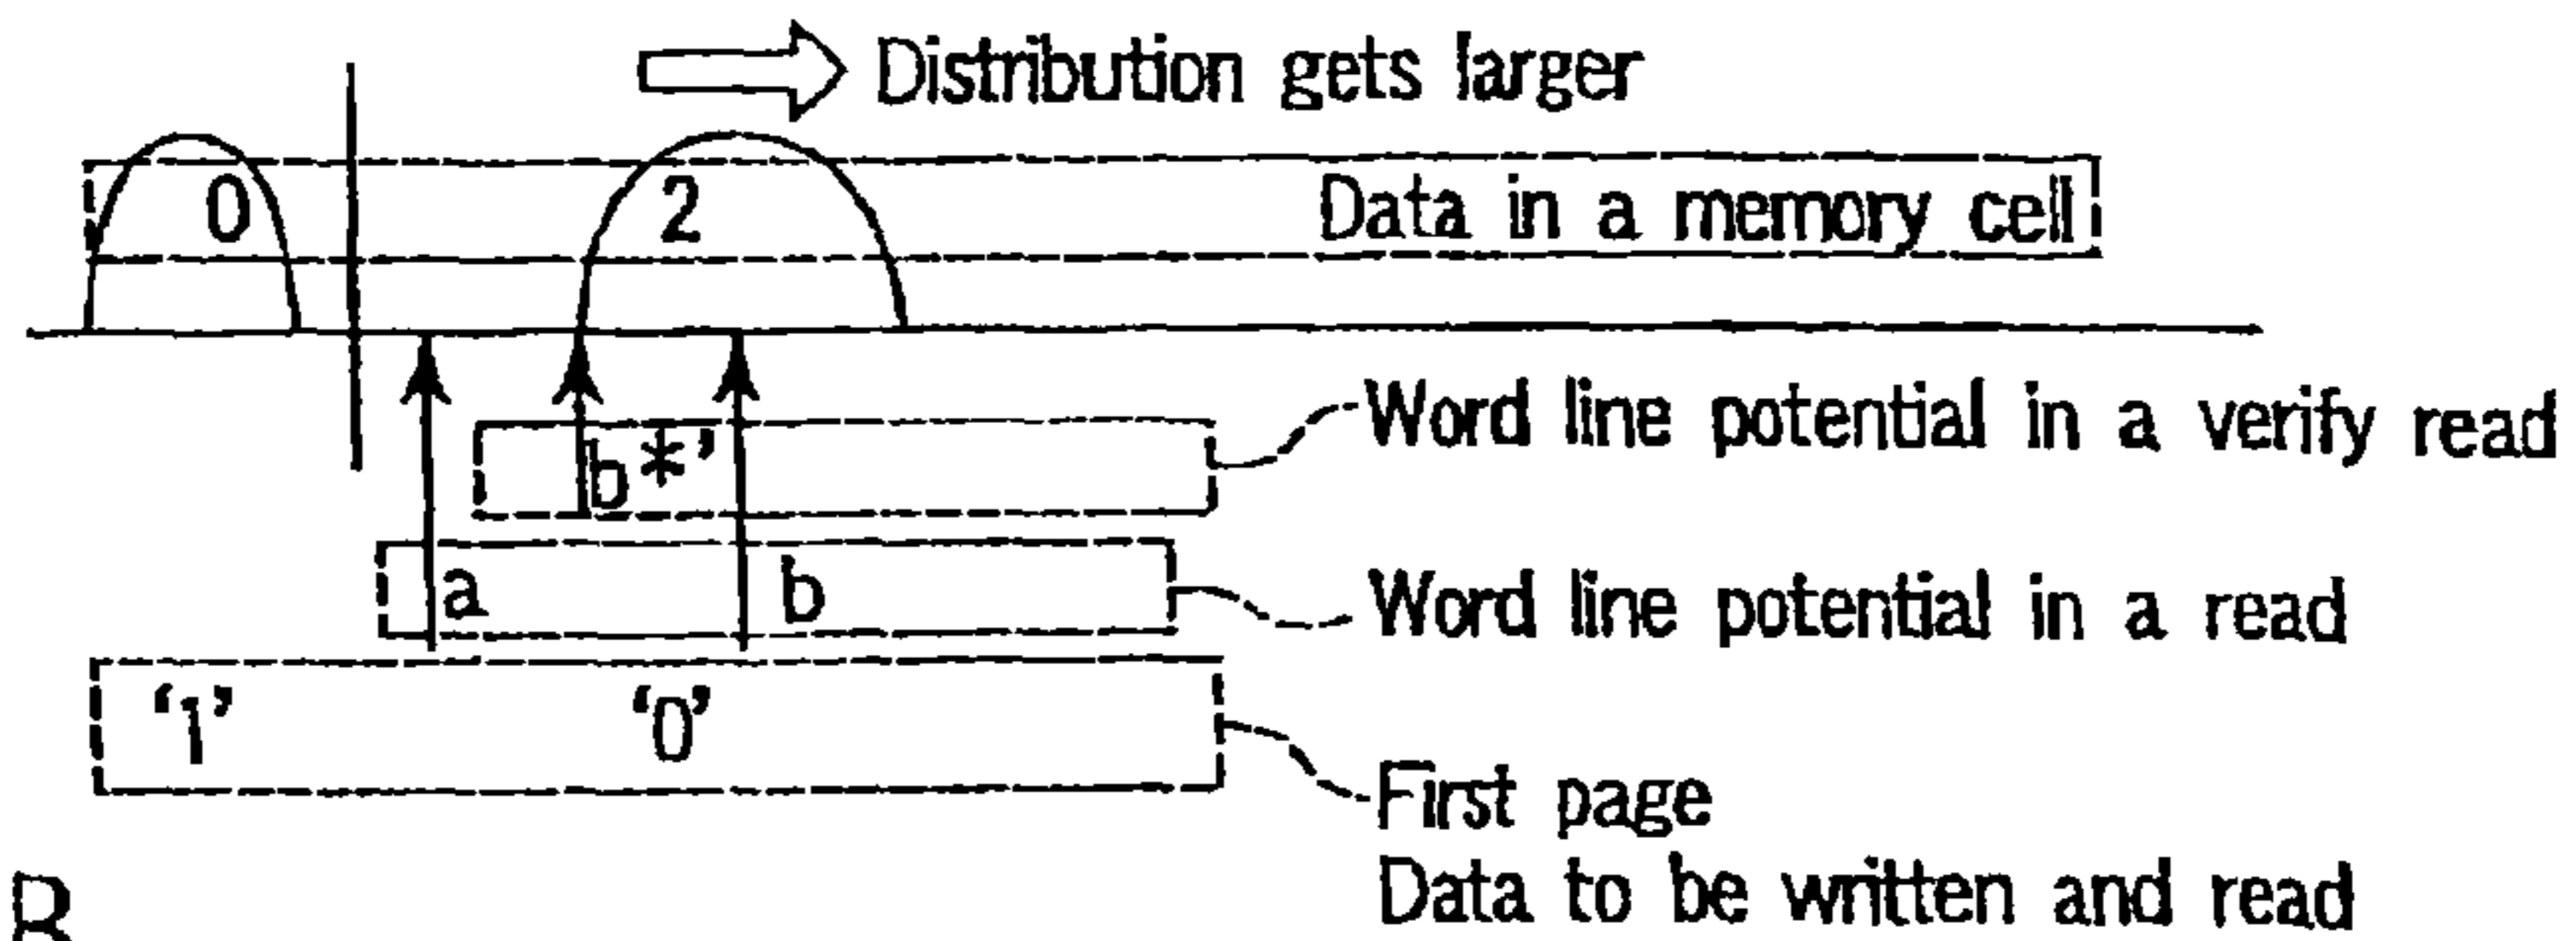 Distribution gets larger
0 2 Data in a memory cell
Word line potential in a verify read
b*’
a b Word line potential in a read
‘1’ ‘0’
First page
Data to be written and read